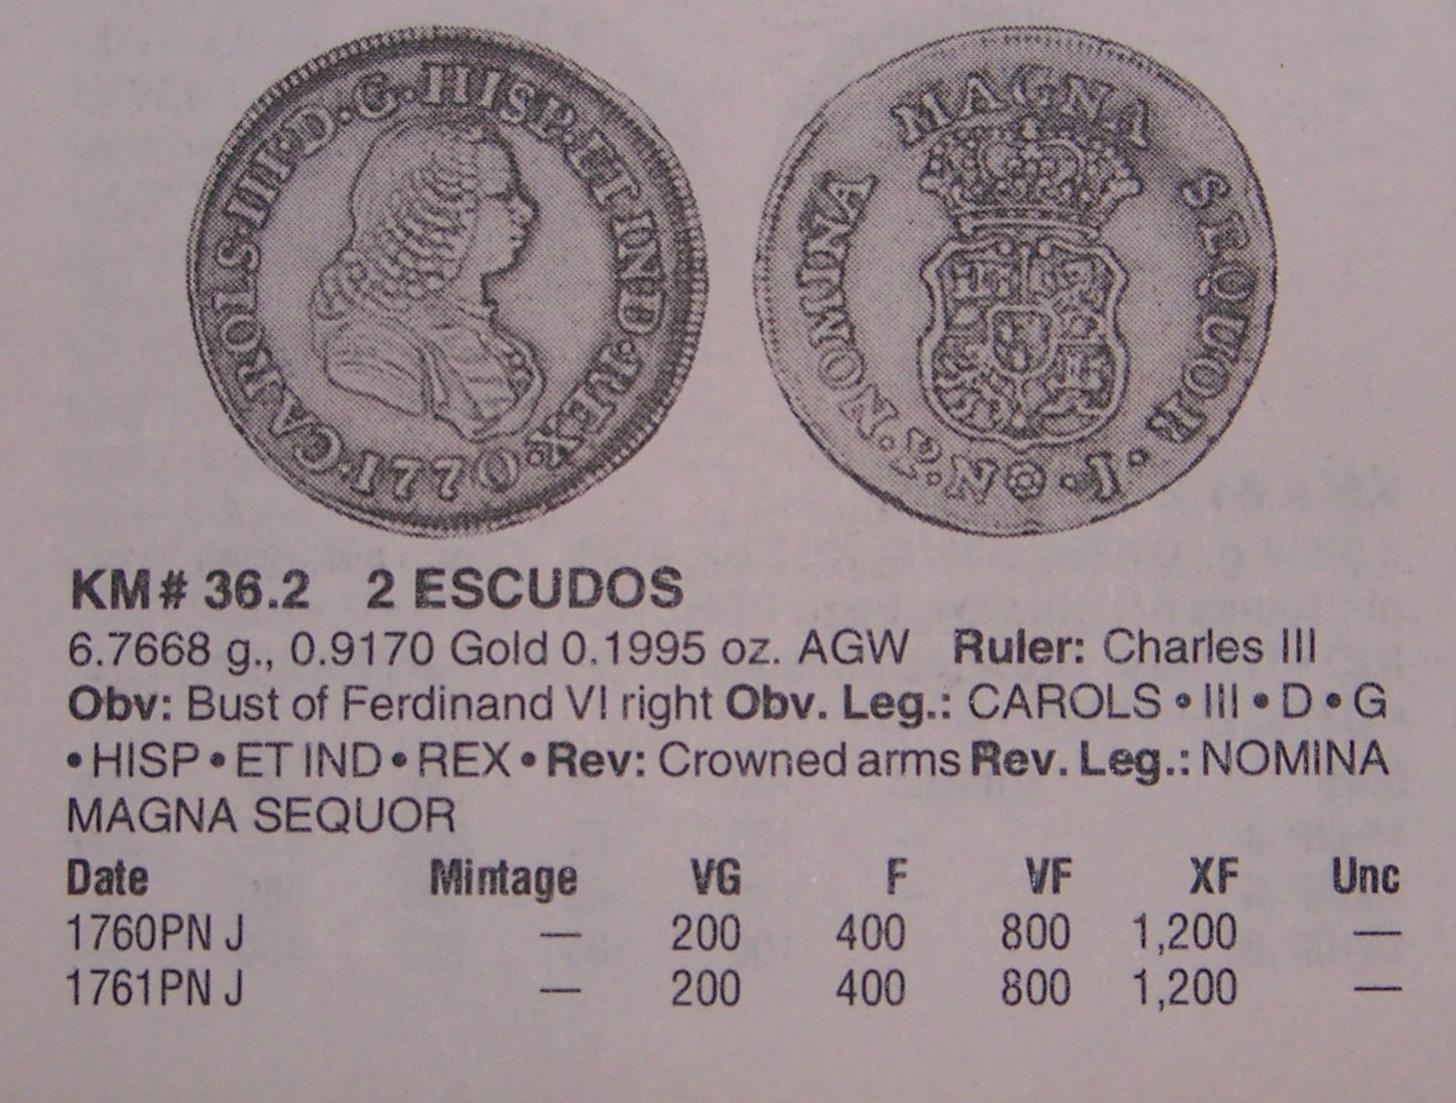 CAROLS·III·D·G·HISP·ET IND·REX·1770·
NOMINA MAGNA SEQUOR·J··PN·
KM# 36.2 2 ESCUDOS
6.7668 g., 0.9170 Gold 0.1995 oz. AGW Ruler: Charles III
Obv: Bust of Ferdinand VI right Obv. Leg.: CAROLS • III • D • G
• HISP • ET IND • REX • Rev: Crowned arms Rev. Leg.: NOMINA
MAGNA SEQUOR
Date Mintage VG F VF XF Unc
1760PN J — 200 400 800 1,200 —
1761PN J — 200 400 800 1,200 —